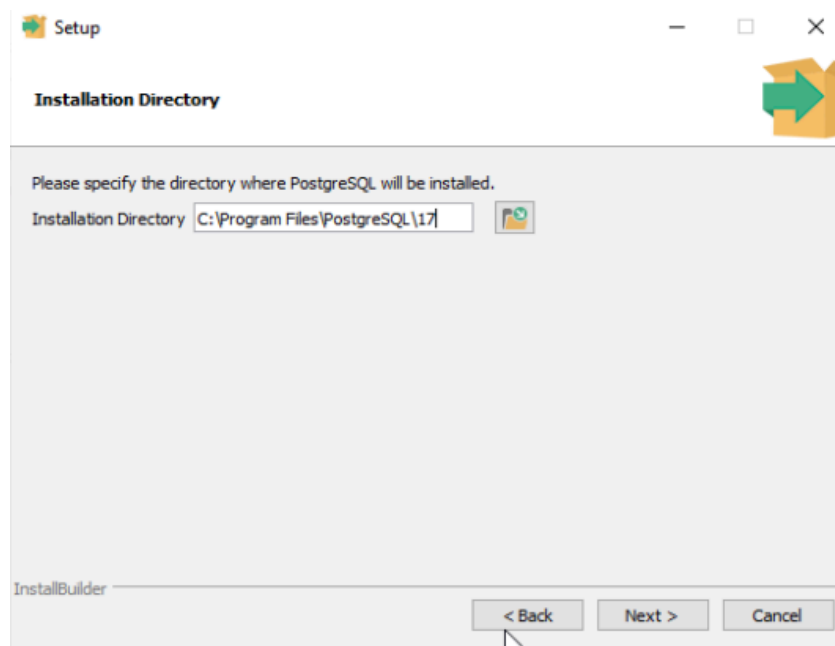 Setup
Installation Directory
Please specify the directory where PostgreSQL will be installed.
Installation Directory C:\Program Files\PostgreSQL\17
InstallBuilder
< Back Next > Cancel